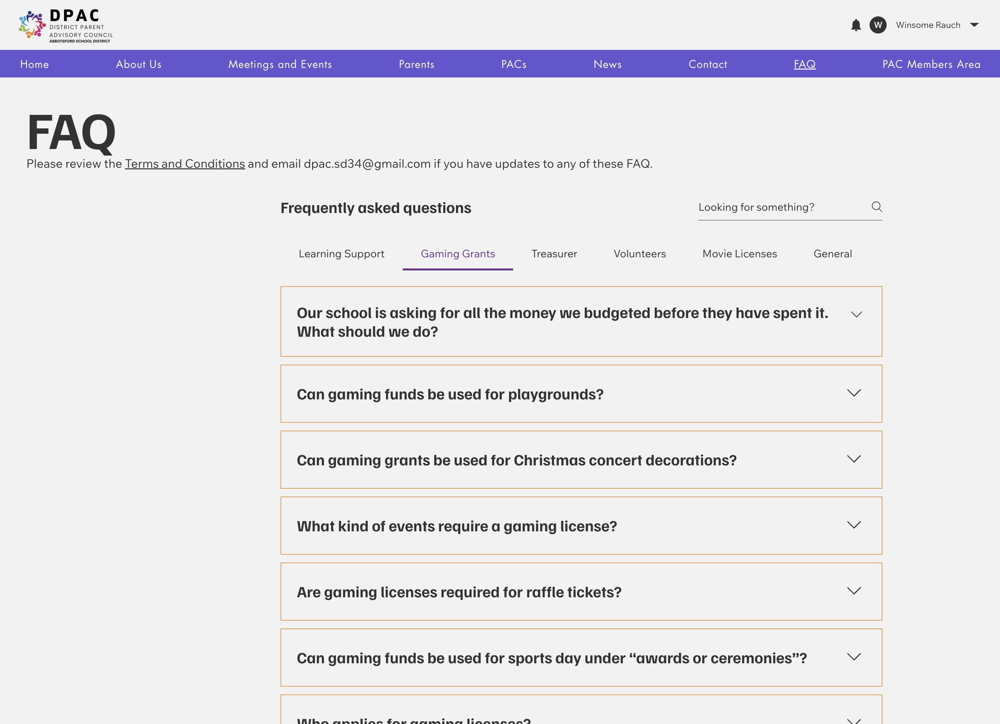 DPAC
DISTRICT PARENT
ADVISORY COUNCIL
ABBOTSFORD SCHOOL DISTRICT
W
Winsome Rauch
Home
About Us
Meetings and Events
Parents
PACs
News
Contact
FAQ
PAC Members Area
FAQ
Please review the Terms and Conditions and email dpac.sd34@gmail.com if you have updates to any of these FAQ.
Frequently asked questions
Looking for something?
Learning Support
Gaming Grants
Treasurer
Volunteers
Movie Licenses
General
Our school is asking for all the money we budgeted before they have spent it.
What should we do?
Can gaming funds be used for playgrounds?
Can gaming grants be used for Christmas concert decorations?
What kind of events require a gaming license?
Are gaming licenses required for raffle tickets?
Can gaming funds be used for sports day under “awards or ceremonies”?
Who applies for gaming licenses?